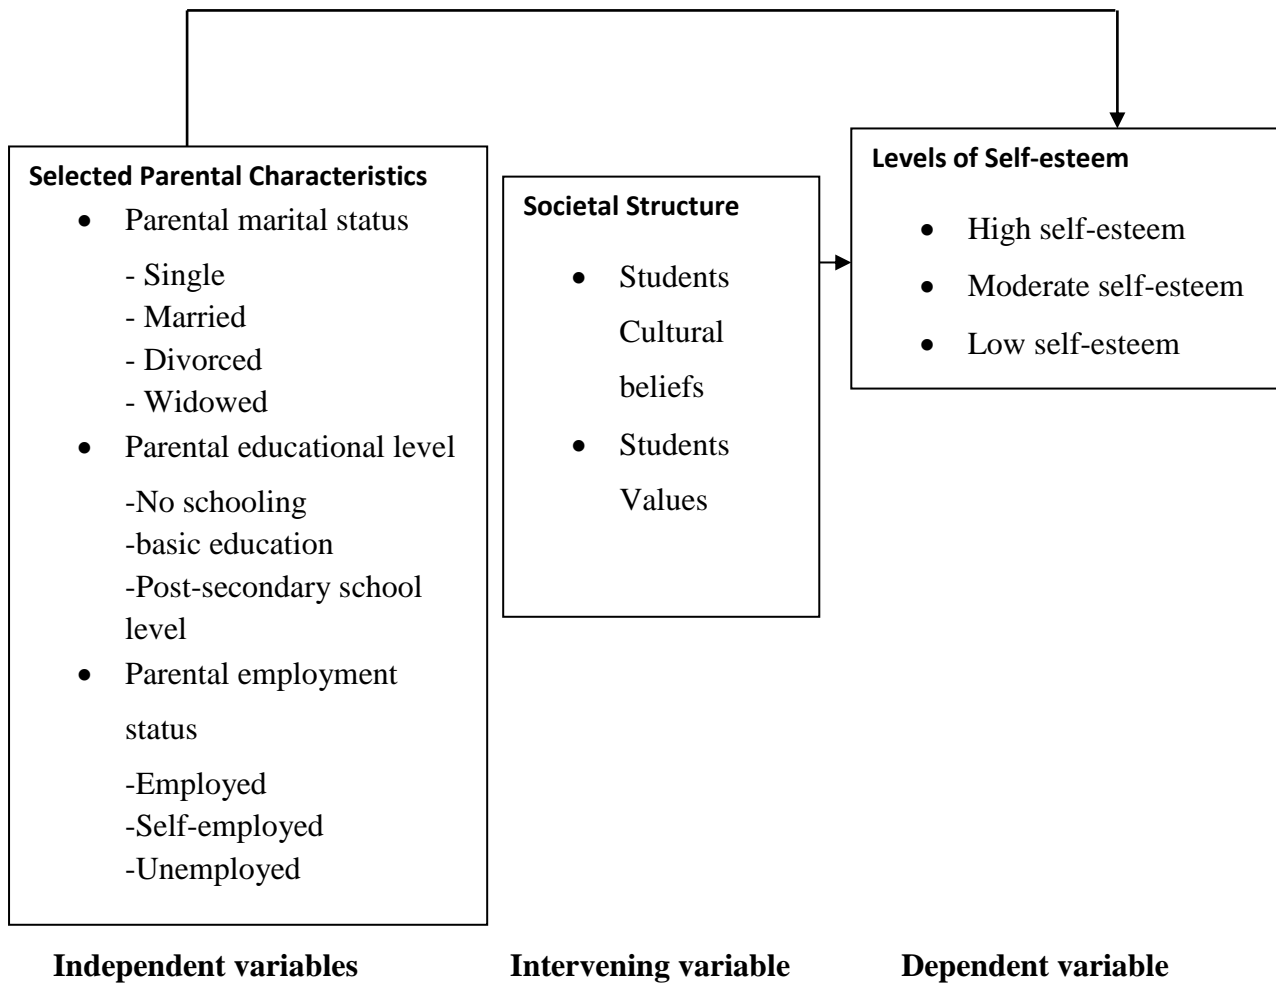 Selected Parental Characteristics
• Parental marital status
- Single
- Married
- Divorced
- Widowed
• Parental educational level
-No schooling
-basic education
-Post-secondary school
level
• Parental employment
status
-Employed
-Self-employed
-Unemployed
Societal Structure
• Students
Cultural
beliefs
• Students
Values
Levels of Self-esteem
• High self-esteem
• Moderate self-esteem
• Low self-esteem
Independent variables
Intervening variable
Dependent variable